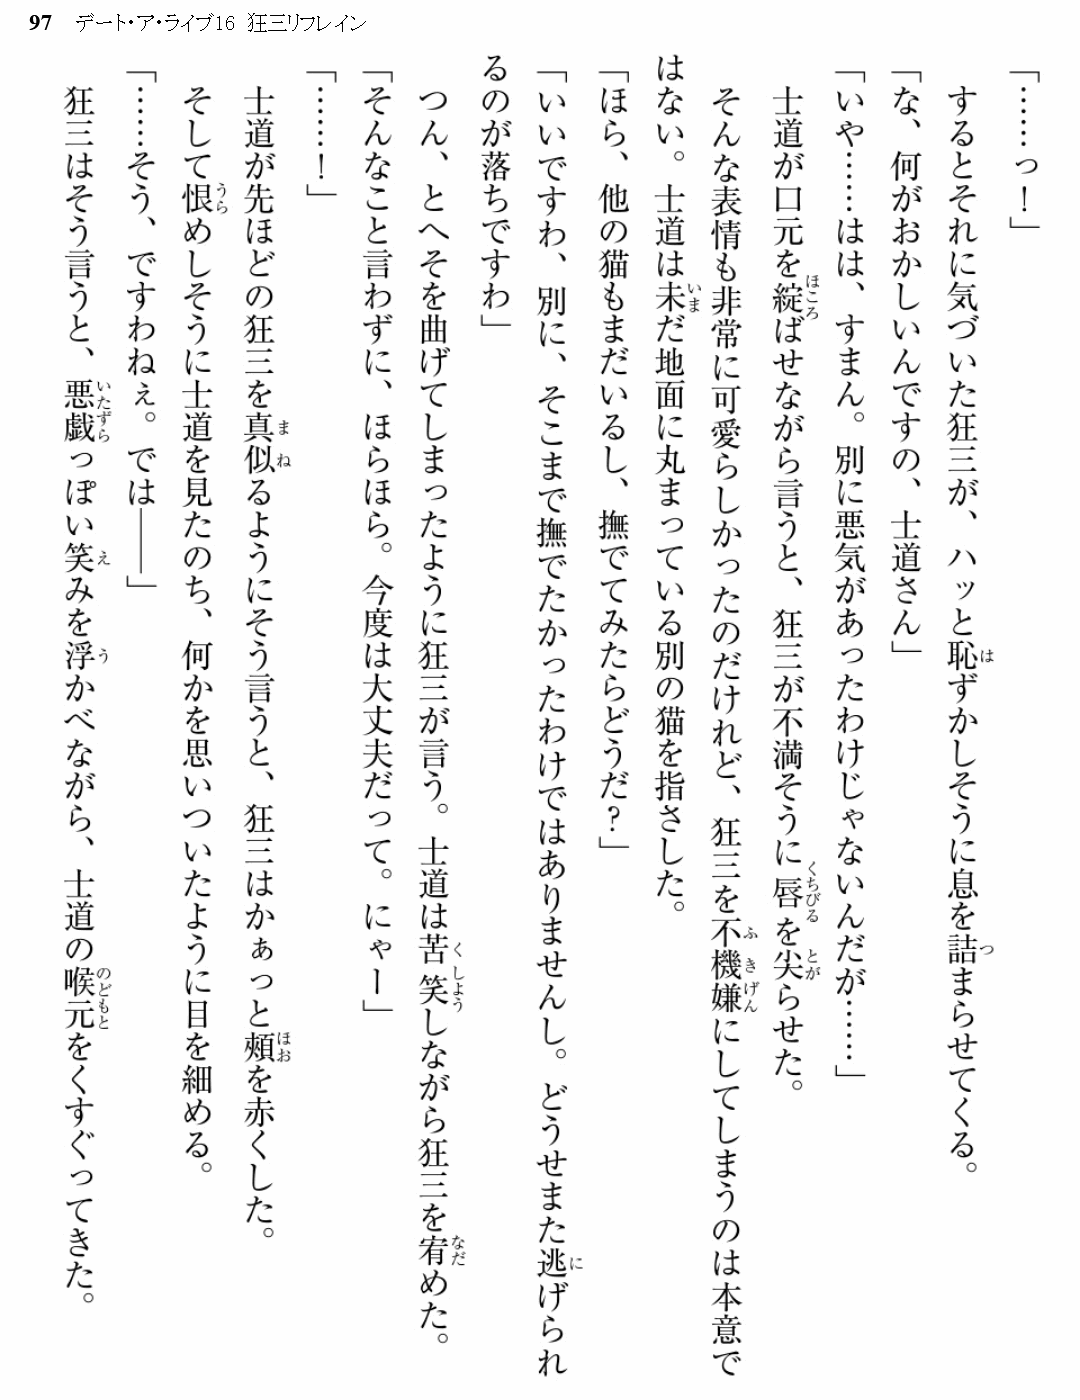 97 デート・ア・ライブ16 狂三リフレイン
「……っ！」
するとそれに気づいた狂三が、ハッと恥ずかしそうに息を詰まらせてくる。
「な、何がおかしいんですの、士道さん」
「いや……はは、すまん。別に悪気があったわけじゃないんだが……」
士道が口元を綻ばせながら言うと、狂三が不満そうに唇を尖らせた。
そんな表情も非常に可愛らしかったのだけれど、狂三を不機嫌にしてしまうのは本意で
はない。士道は未だ地面に丸まっている別の猫を指さした。
「ほら、他の猫もまだいるし、撫でてみたらどうだ？」
「いいですわ、別に、そこまで撫でたかったわけではありませんし。どうせまた逃げられ
るのが落ちですわ」
つん、とへそを曲げてしまったように狂三が言う。士道は苦笑しながら狂三を宥めた。
「そんなこと言わずに、ほらほら。今度は大丈夫だって。にゃー」
「……！」
士道が先ほどの狂三を真似るようにそう言うと、狂三はかぁっと頰を赤くした。
そして恨めしそうに士道を見たのち、何かを思いついたように目を細める。
「……そう、ですわねぇ。では――」
狂三はそう言うと、悪戯っぽい笑みを浮かべながら、士道の喉元をくすぐってきた。